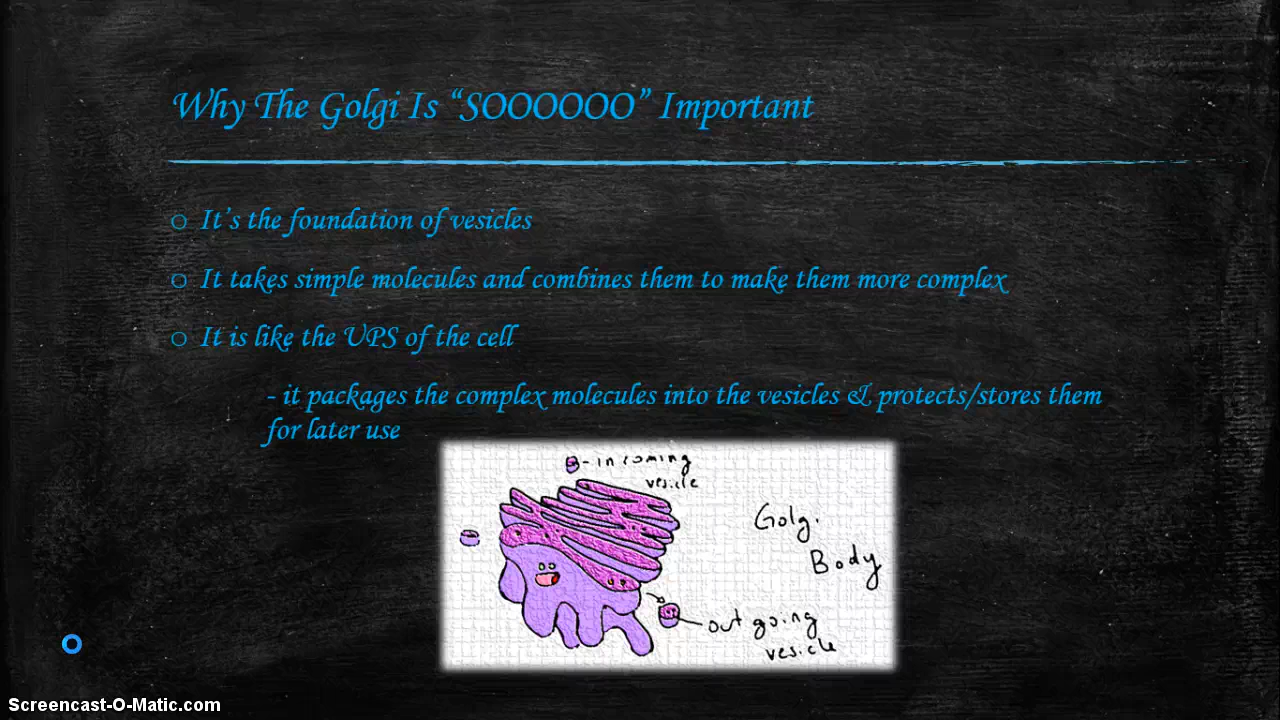 Why The Golgi Is “SOOOOOO” Important
o It’s the foundation of vesicles
o It takes simple molecules and combines them to make them more complex
o It is like the UPS of the cell
- it packages the complex molecules into the vesicles & protects/stores them
for later use
-incoming
vesicle
Golgi
Body
out going
vesicle
Screencast-O-Matic.com